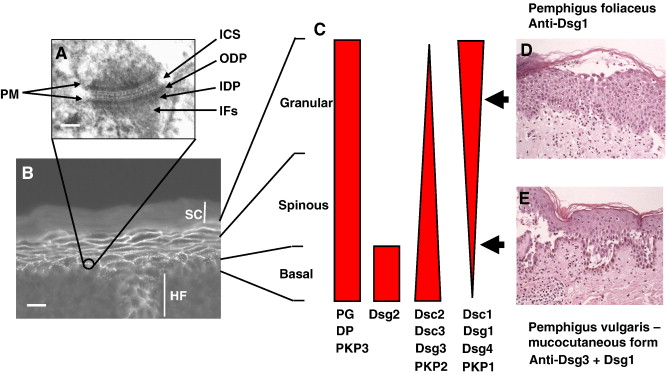 Pemphigus foliaceus
Anti-Dsg1
A
ICS
ODP
IDP
IFs
PM
B
SC
HF
C
Granular
Spinous
Basal
PG
DP
PKP3
Dsg2
Dsc2
Dsc3
Dsg3
PKP2
Dsc1
Dsg1
Dsg4
PKP1
D
E
Pemphigus vulgaris –
mucocutaneous form
Anti-Dsg3 + Dsg1